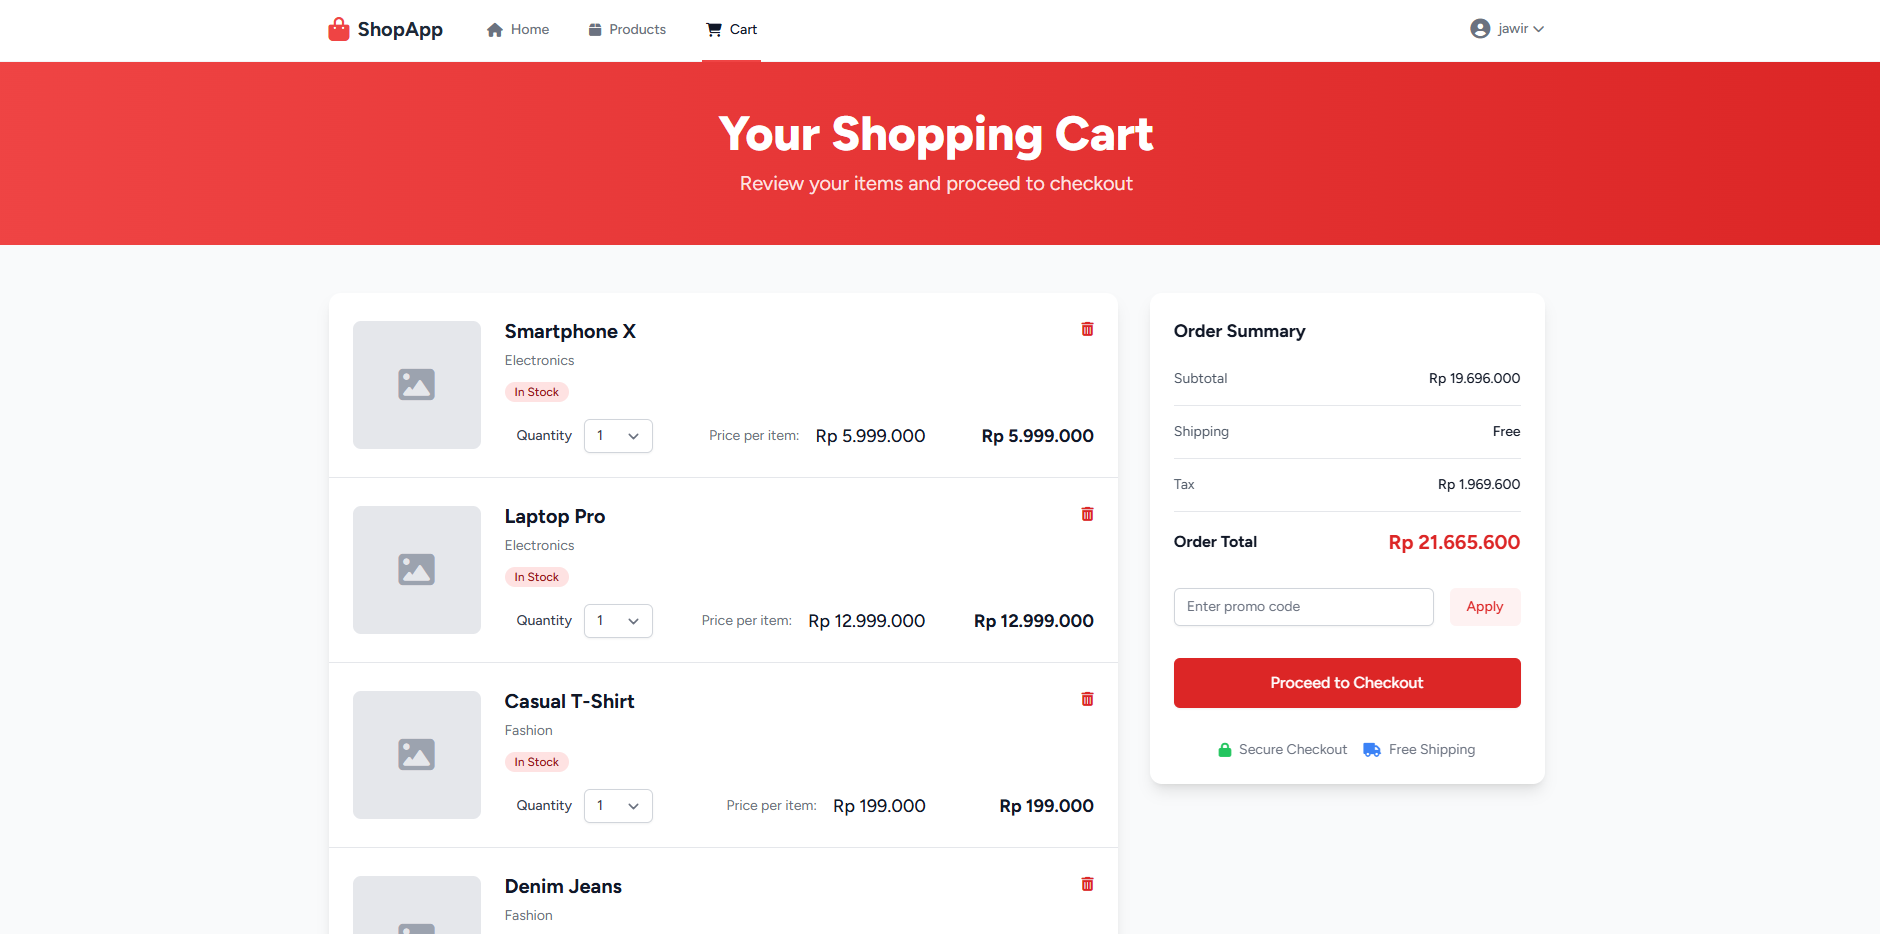 ShopApp
Home
Products
Cart
jawir
Your Shopping Cart
Review your items and proceed to checkout
Smartphone X
Electronics
In Stock
Quantity 1 Price per item: Rp 5.999.000 Rp 5.999.000
Laptop Pro
Electronics
In Stock
Quantity 1 Price per item: Rp 12.999.000 Rp 12.999.000
Casual T-Shirt
Fashion
In Stock
Quantity 1 Price per item: Rp 199.000 Rp 199.000
Denim Jeans
Fashion
Order Summary
Subtotal Rp 19.696.000
Shipping Free
Tax Rp 1.969.600
Order Total Rp 21.665.600
Enter promo code Apply
Proceed to Checkout
Secure Checkout Free Shipping